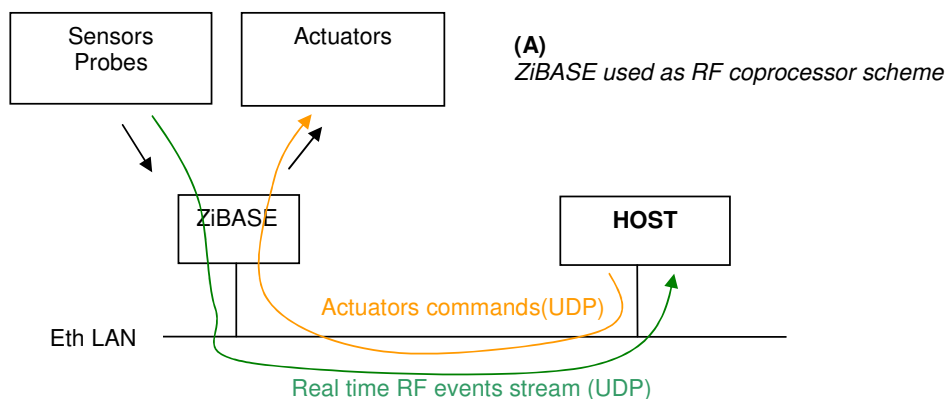 Sensors
Probes
Actuators
(A)
ZiBASE used as RF coprocessor scheme
ZiBASE
HOST
Actuators commands(UDP)
Eth LAN
Real time RF events stream (UDP)